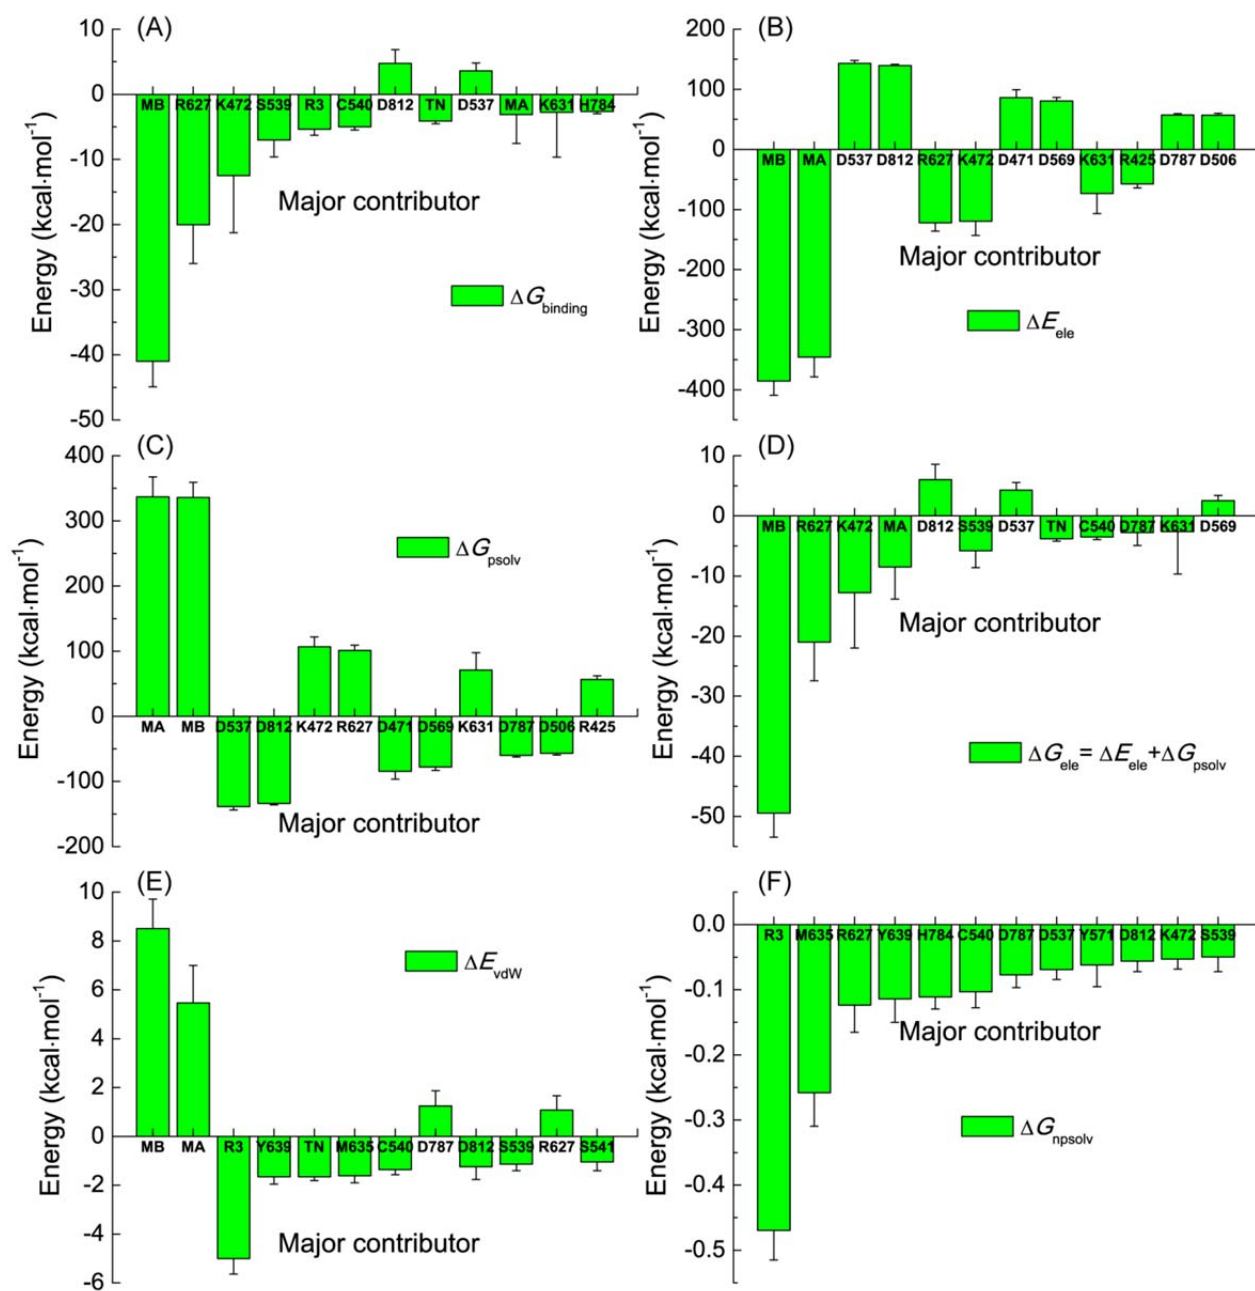 (A)
10
0
-10
-20
-30
-40
-50
Energy (kcal·mol-1)
MB R627 K472 S539 R3 C540 D812 TN D537 MA K631 H784
Major contributor
ΔGbinding
(B)
200
100
0
-100
-200
-300
-400
Energy (kcal·mol-1)
MB MA D537 D812 R627 K472 D471 D569 K631 R425 D787 D506
Major contributor
ΔEele
(C)
400
300
200
100
0
-100
-200
Energy (kcal·mol-1)
ΔGpsolv
MA MB D537 D812 K472 R627 D471 D569 K631 D787 D506 R425
Major contributor
(D)
10
0
-10
-20
-30
-40
-50
Energy (kcal·mol-1)
MB R627 K472 MA D812 S539 D537 TN C540 D787 K631 D569
Major contributor
ΔGele= ΔEele+ΔGpsolv
(E)
10
8
6
4
2
0
-2
-4
-6
Energy (kcal·mol-1)
ΔEvdW
MB MA R3 Y639 TN M635 C540 D787 D812 S539 R627 S541
Major contributor
(F)
0.0
-0.1
-0.2
-0.3
-0.4
-0.5
Energy (kcal·mol-1)
R3 M635 R627 Y639 H784 C540 D787 D537 Y571 D812 K472 S539
Major contributor
ΔGnpsolv